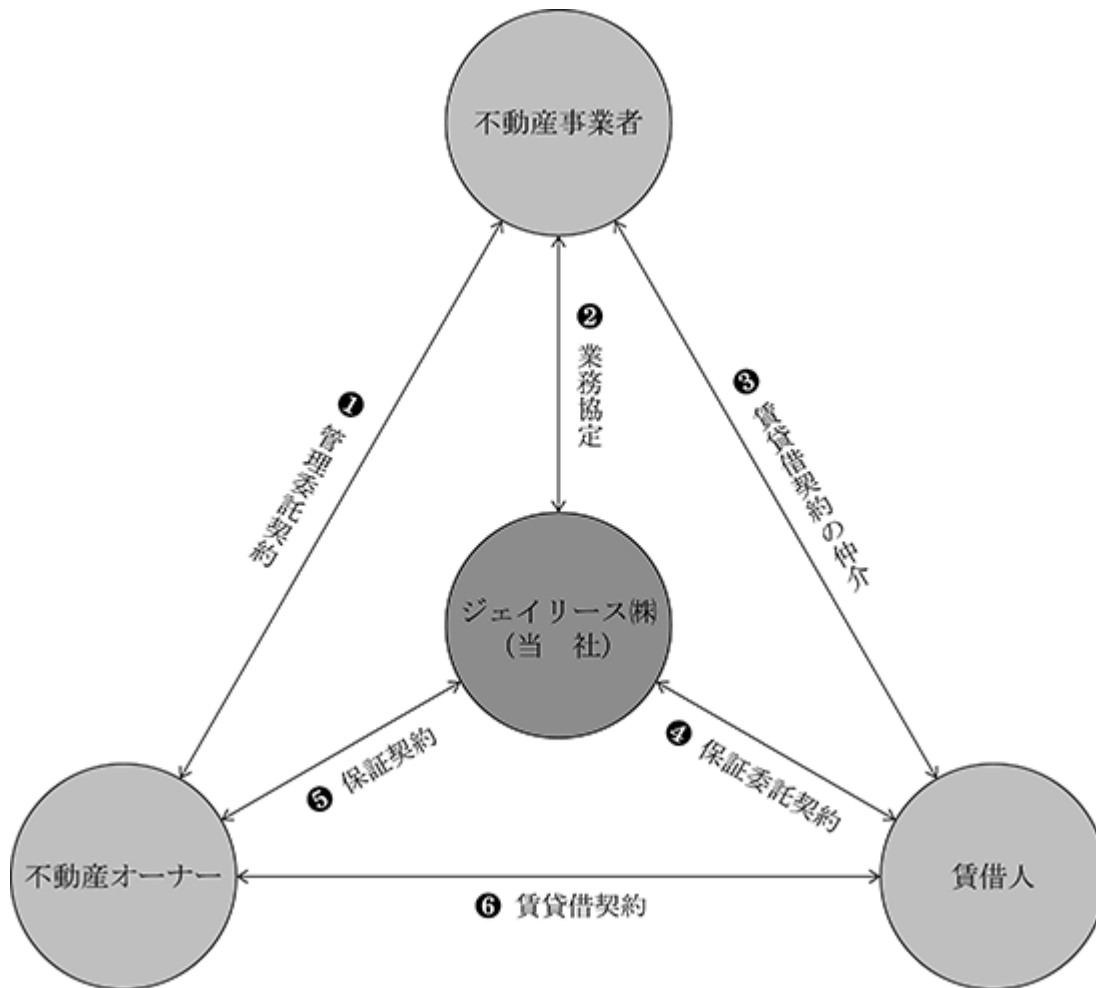 不動産事業者
❶ 管理委託契約
❷ 業務協定
❸ 賃貸借契約の仲介
ジェイリース㈱
（当　社）
❹ 保証委託契約
❺ 保証契約
不動産オーナー
賃借人
❻ 賃貸借契約